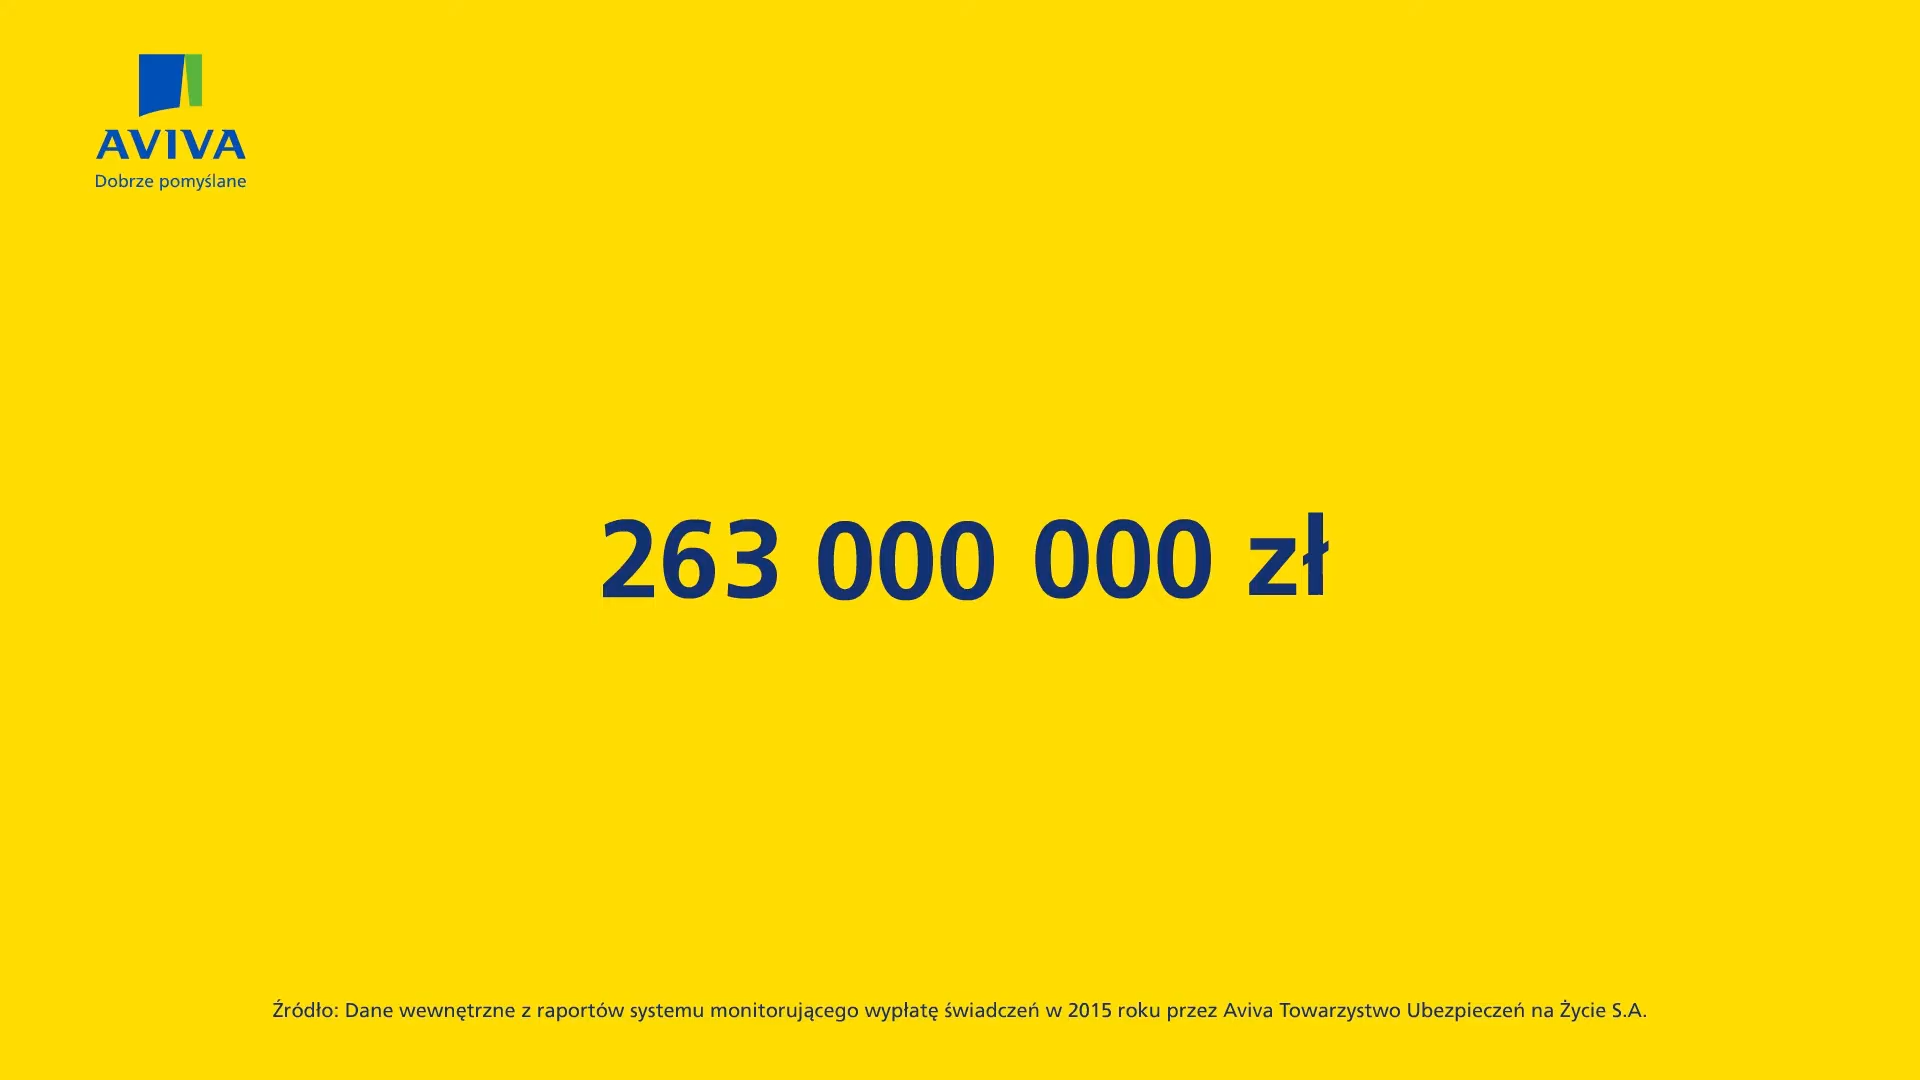 AVIVA
Dobrze pomyślane
263 000 000 zł
Źródło: Dane wewnętrzne z raportów systemu monitorującego wypłatę świadczeń w 2015 roku przez Aviva Towarzystwo Ubezpieczeń na Życie S.A.